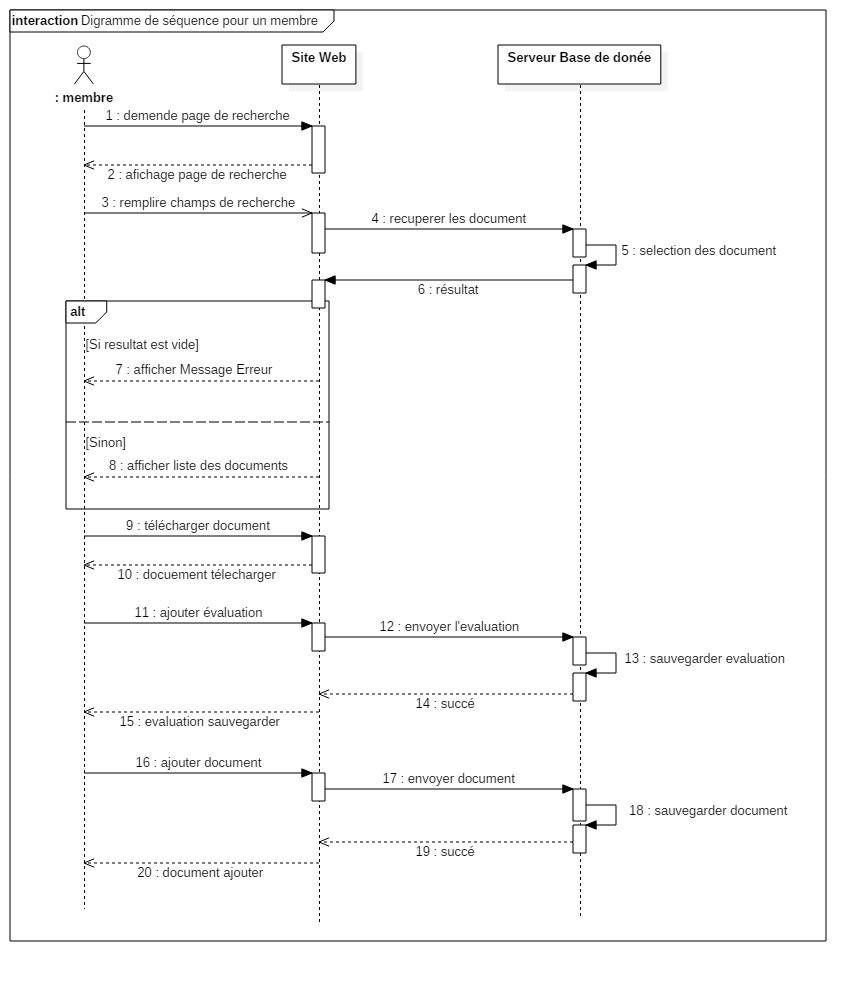 interaction Digramme de séquence pour un membre
Site Web
Serveur Base de donée
: membre
1 : demende page de recherche
2 : afichage page de recherche
3 : remplire champs de recherche
4 : recuperer les document
5 : selection des document
6 : résultat
alt
[Si resultat est vide]
7 : afficher Message Erreur
[Sinon]
8 : afficher liste des documents
9 : télécharger document
10 : docuement télecharger
11 : ajouter évaluation
12 : envoyer l'evaluation
13 : sauvegarder evaluation
14 : succé
15 : evaluation sauvegarder
16 : ajouter document
17 : envoyer document
18 : sauvegarder document
19 : succé
20 : document ajouter